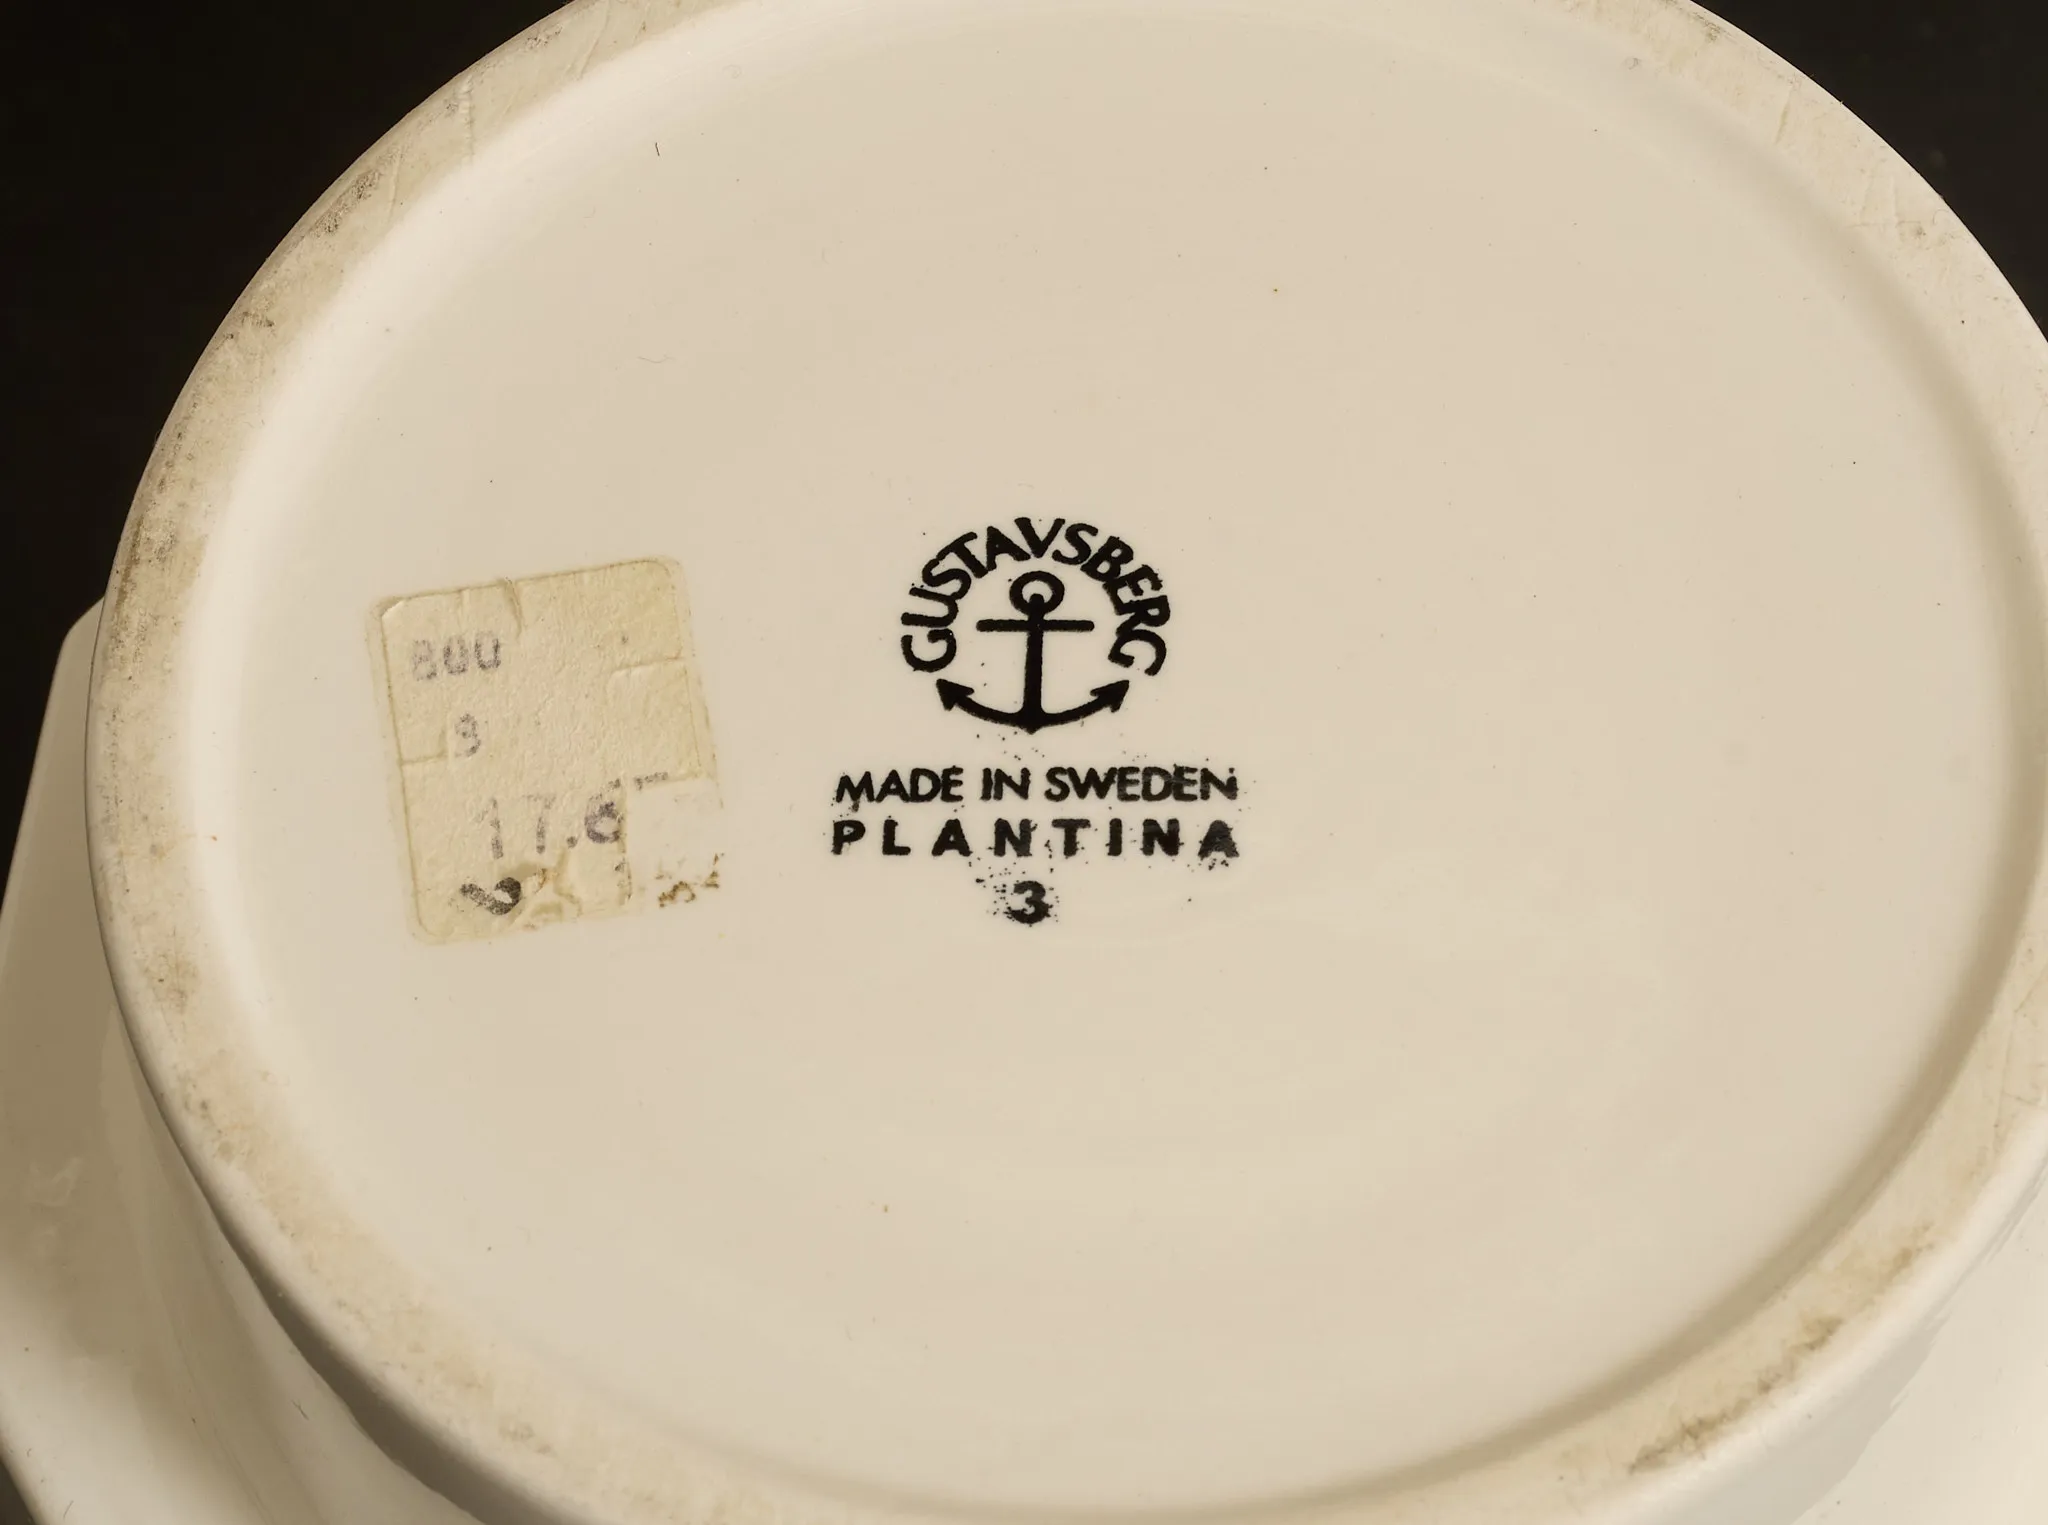 GUSTAVSBERG
MADE IN SWEDEN
PLANTINA
3
800
3